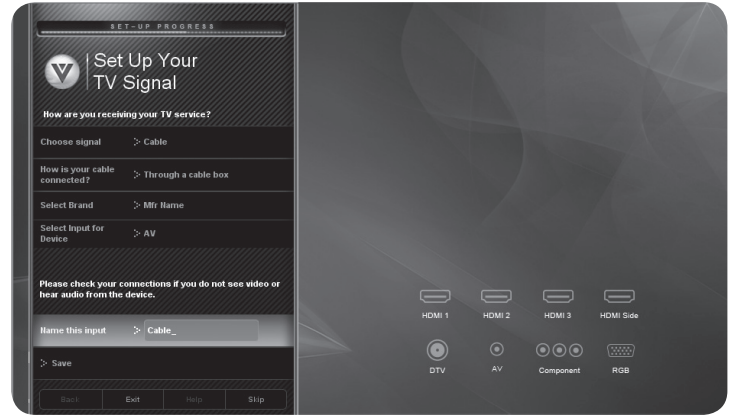 SET-UP PROGRESS
V
Set Up Your
TV Signal
How are you receiving your TV service?
Choose signal :> Cable
How is your cable
connected? :> Through a cable box
Select Brand :> Mfr Name
Select Input for
Device :> AV
Please check your connections if you do not see video or
hear audio from the device.
Name this input :> Cable_
:> Save
Back Exit Help Skip
HDMI 1 HDMI 2 HDMI 3 HDMI Side
DTV AV Component RGB